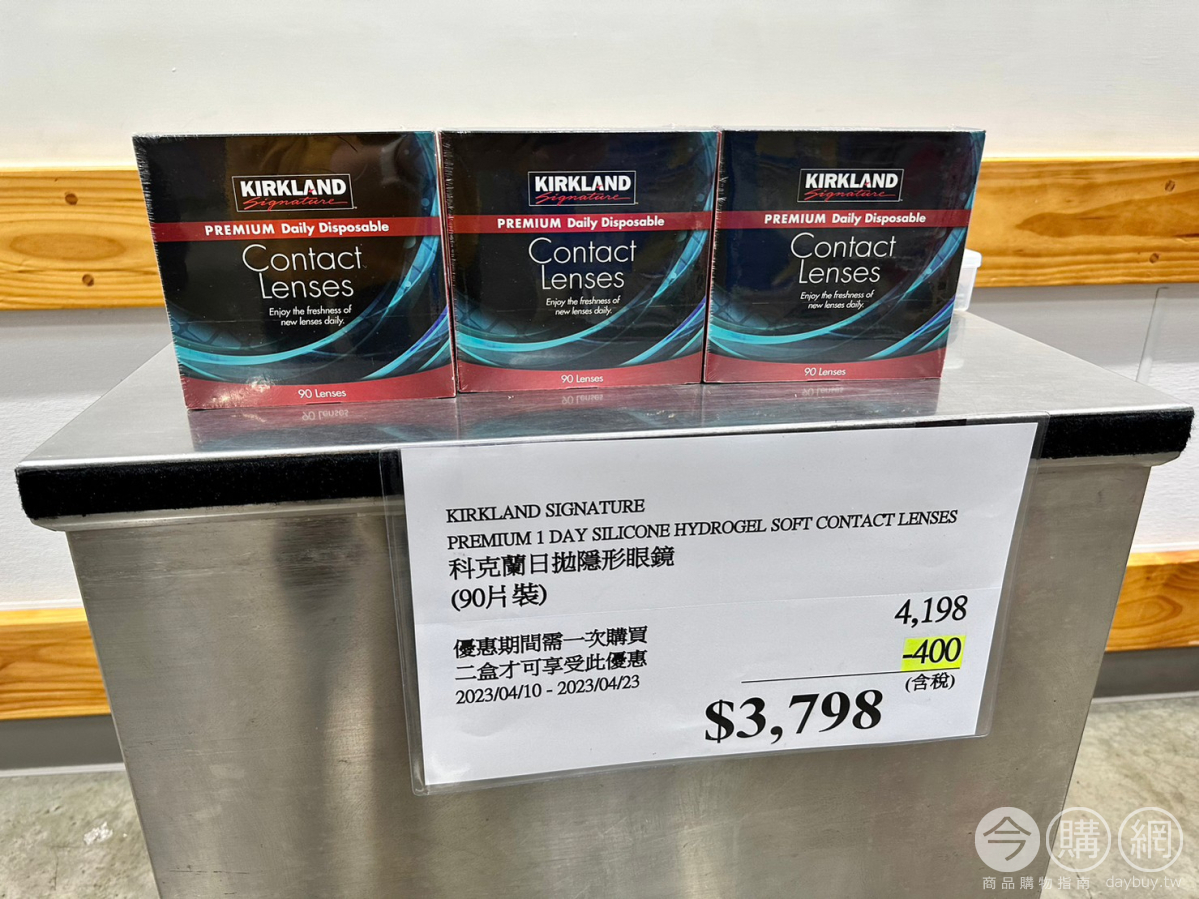 KIRKLAND
Signature
PREMIUM Daily Disposable
Contact
Lenses
Enjoy the freshness of
new lenses daily.
90 Lenses
KIRKLAND
Signature
PREMIUM Daily Disposable
Contact
Lenses
Enjoy the freshness of
new lenses daily.
90 Lenses
KIRKLAND
Signature
PREMIUM Daily Disposable
Contact
Lenses
Enjoy the freshness of
new lenses daily.
90 Lenses
KIRKLAND SIGNATURE
PREMIUM 1 DAY SILICONE HYDROGEL SOFT CONTACT LENSES
科克蘭日拋隱形眼鏡
(90片裝)
4,198
優惠期間需一次購買
-400
二盒才可享受此優惠
(含稅)
2023/04/10 - 2023/04/23
$3,798
今購網
商品購物指南 daybuy.tw